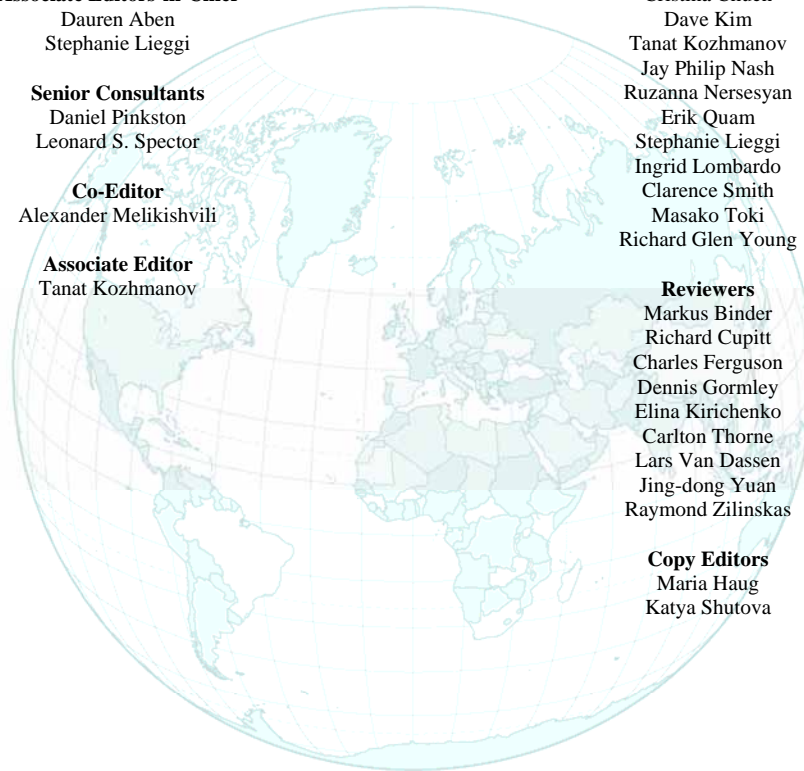 Dauren Aben
Stephanie Lieggi
Senior Consultants
Daniel Pinkston
Leonard S. Spector
Co-Editor
Alexander Melikishvili
Associate Editor
Tanat Kozhmanov
Dave Kim
Tanat Kozhmanov
Jay Philip Nash
Ruzanna Nersesyan
Erik Quam
Stephanie Lieggi
Ingrid Lombardo
Clarence Smith
Masako Toki
Richard Glen Young
Reviewers
Markus Binder
Richard Cupitt
Charles Ferguson
Dennis Gormley
Elina Kirichenko
Carlton Thorne
Lars Van Dassen
Jing-dong Yuan
Raymond Zilinskas
Copy Editors
Maria Haug
Katya Shutova